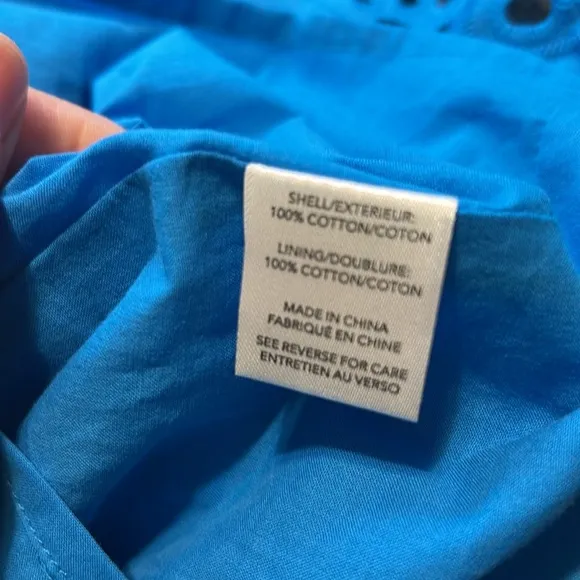 SHELL/EXTERIEUR:
100% COTTON/COTON
LINING/DOUBLURE:
100% COTTON/COTON
MADE IN CHINA
FABRIQUÉ EN CHINE
SEE REVERSE FOR CARE
ENTRETIEN AU VERSO